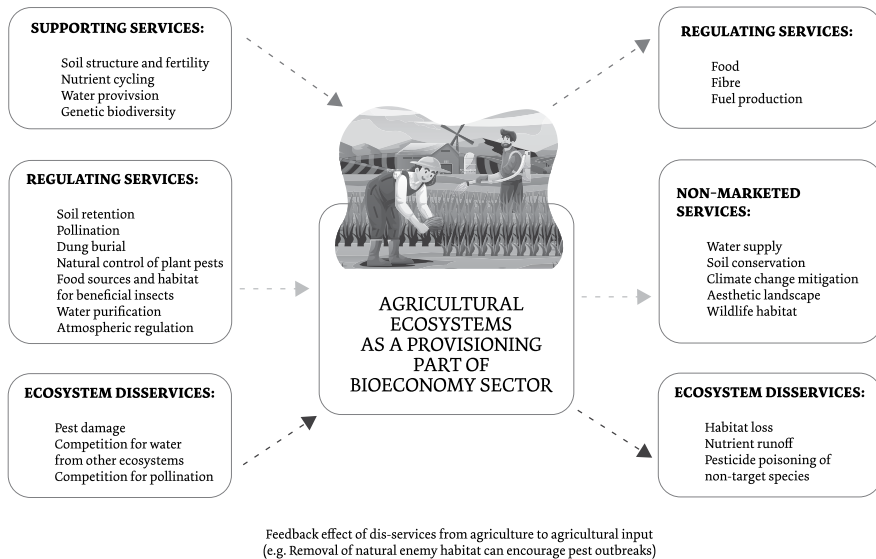 SUPPORTING SERVICES:
Soil structure and fertility
Nutrient cycling
Water provivsion
Genetic biodiversity
REGULATING SERVICES:
Soil retention
Pollination
Dung burial
Natural control of plant pests
Food sources and habitat
for beneficial insects
Water purification
Atmospheric regulation
ECOSYSTEM DISSERVICES:
Pest damage
Competition for water
from other ecosystems
Competition for pollination
AGRICULTURAL
ECOSYSTEMS
AS A PROVISIONING
PART OF
BIOECONOMY SECTOR
REGULATING SERVICES:
Food
Fibre
Fuel production
NON-MARKETED
SERVICES:
Water supply
Soil conservation
Climate change mitigation
Aesthetic landscape
Wildlife habitat
ECOSYSTEM DISSERVICES:
Habitat loss
Nutrient runoff
Pesticide poisoning of
non-target species
Feedback effect of dis-services from agriculture to agricultural input
(e.g. Removal of natural enemy habitat can encourage pest outbreaks)